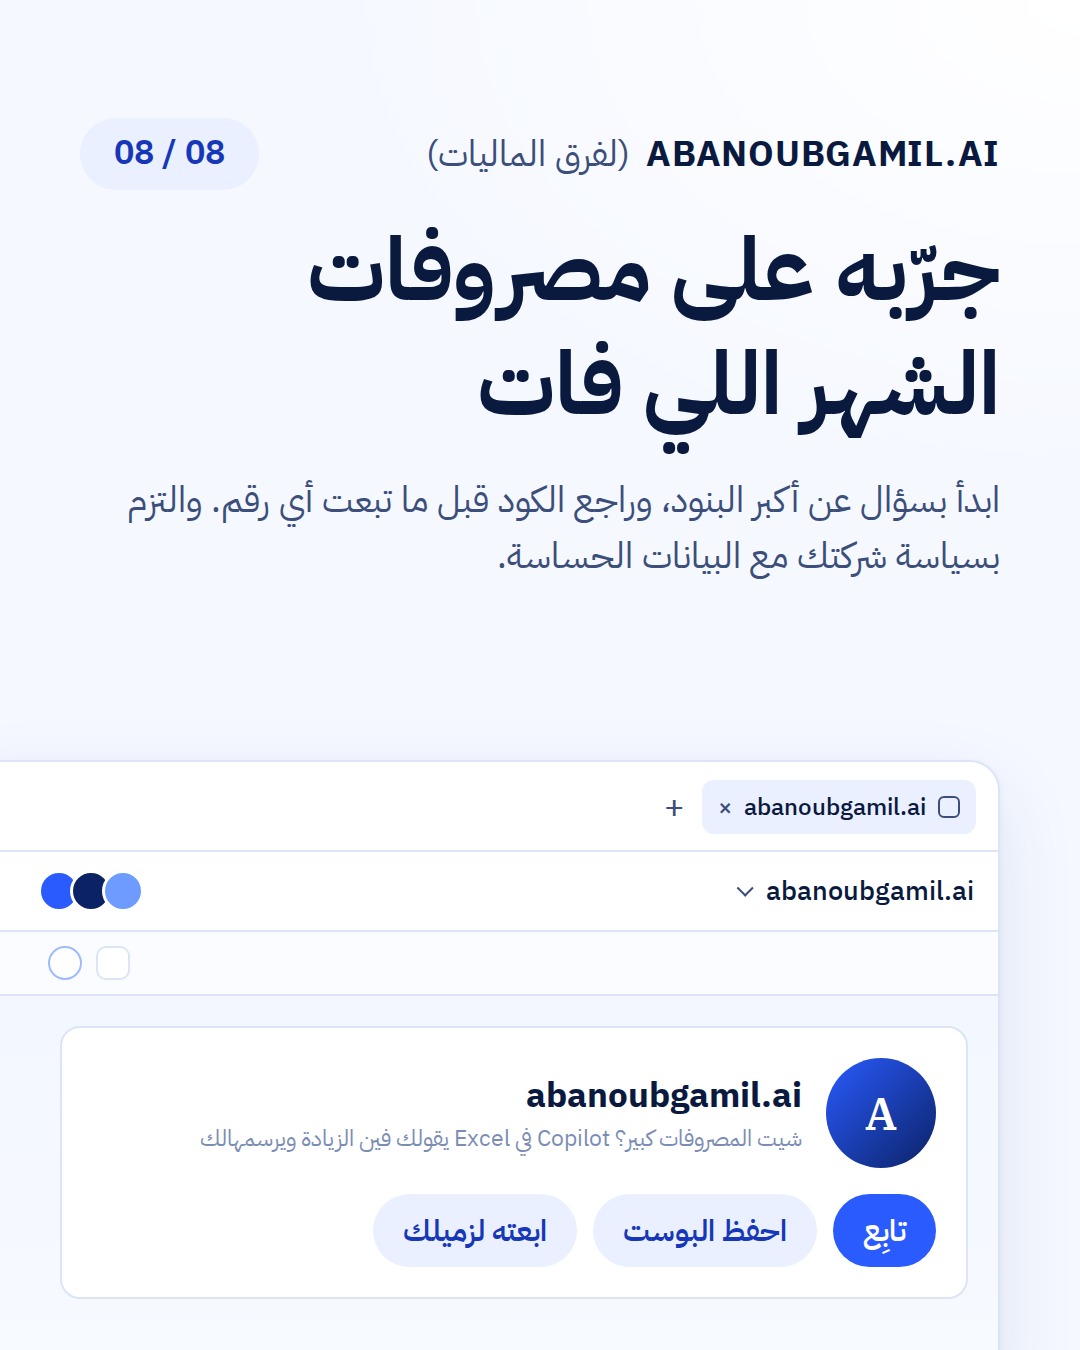 ABANOUBGAMIL.AI (لفرق الماليات)
08 / 08
جرّبه على مصروفات
الشهر اللي فات
ابدأ بسؤال عن أكبر البنود، وراجع الكود قبل ما تبعت أي رقم. والتزم
بسياسة شركتك مع البيانات الحساسة.
abanoubgamil.ai × +
abanoubgamil.ai
A
abanoubgamil.ai
شيت المصروفات كبير؟ Copilot في Excel يقولك فين الزيادة ويرسمهالك
تابِع
احفظ البوست
ابعته لزميلك